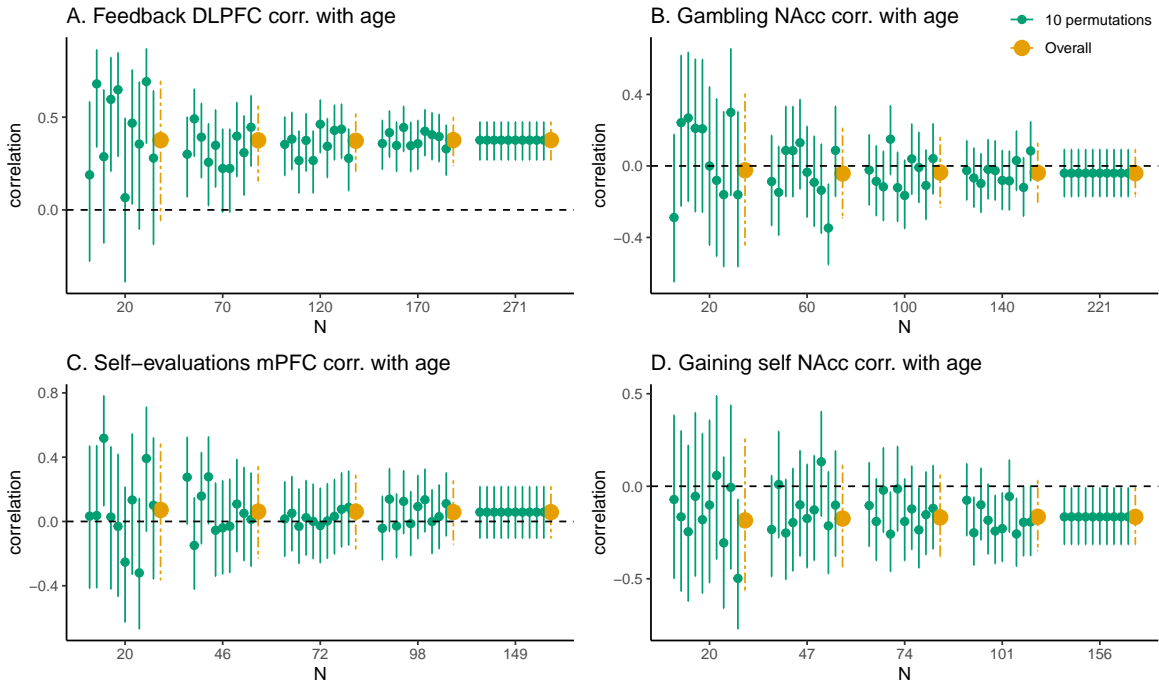 A. Feedback DLPFC corr. with age
correlation
0.5
0.0
20 70 120 170 271
N
B. Gambling NAcc corr. with age
10 permutations
Overall
correlation
0.4
0.0
−0.4
20 60 100 140 221
N
C. Self−evaluations mPFC corr. with age
correlation
0.8
0.4
0.0
−0.4
20 46 72 98 149
N
D. Gaining self NAcc corr. with age
correlation
0.5
0.0
−0.5
20 47 74 101 156
N